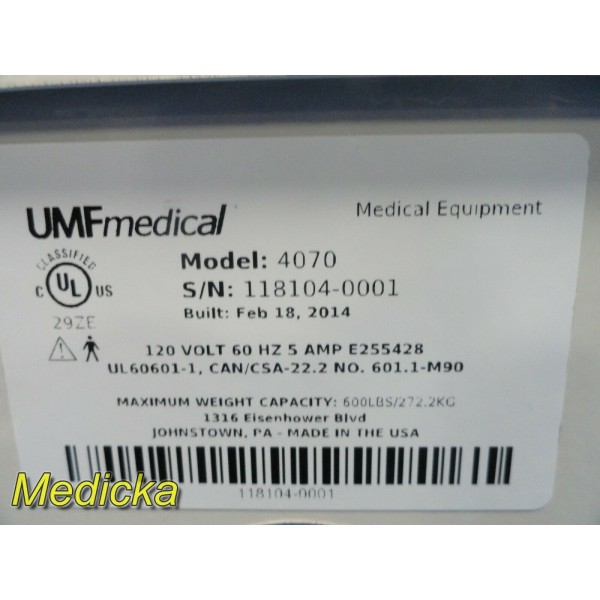 UMFmedical
Medical Equipment
CLASSIFIED
C UL US
29ZE
Model: 4070
S/N: 118104-0001
Built: Feb 18, 2014
120 VOLT 60 HZ 5 AMP E255428
UL60601-1, CAN/CSA-22.2 NO. 601.1-M90
MAXIMUM WEIGHT CAPACITY: 600LBS/272.2KG
1316 Eisenhower Blvd
JOHNSTOWN, PA - MADE IN THE USA
118104-0001
Medicka